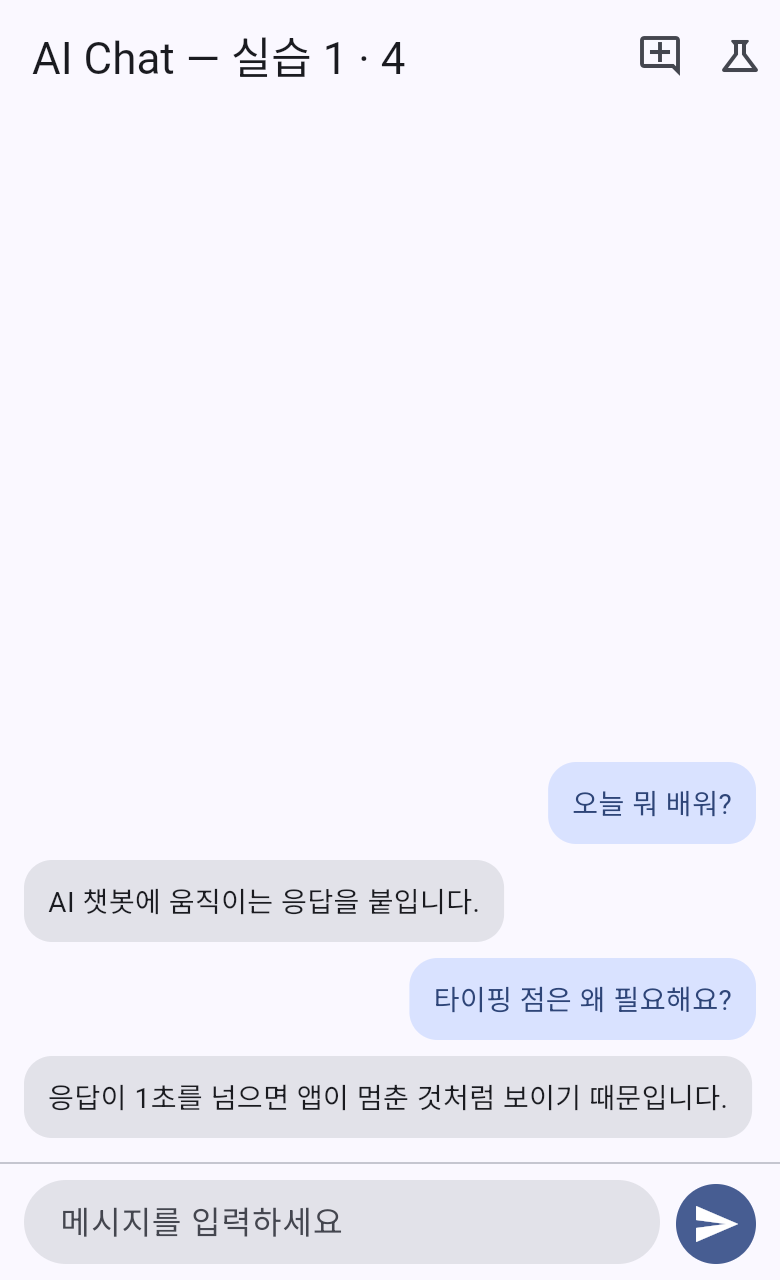 AI Chat — 실습 1 · 4
오늘 뭐 배워?
AI 챗봇에 움직이는 응답을 붙입니다.
타이핑 점은 왜 필요해요?
응답이 1초를 넘으면 앱이 멈춘 것처럼 보이기 때문입니다.
메시지를 입력하세요